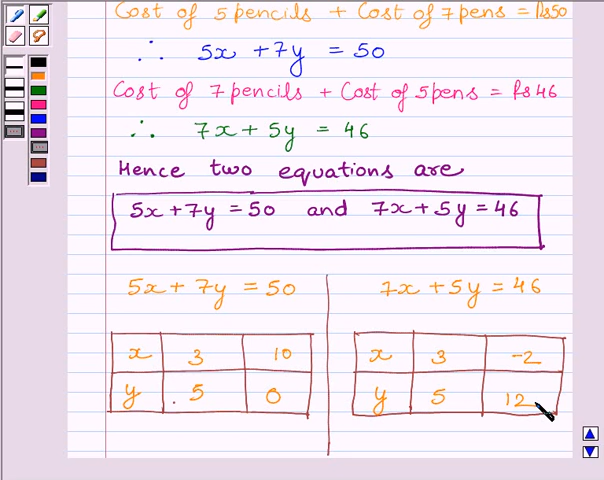 Cost of 5 pencils + Cost of 7 pens = Rs50
∴ 5x + 7y = 50
Cost of 7 pencils + Cost of 5 pens = Rs 46
∴ 7x + 5y = 46
Hence two equations are
5x + 7y = 50 and 7x + 5y = 46
5x + 7y = 50
x 3 10
y 5 0
7x + 5y = 46
x 3 -2
y 5 12